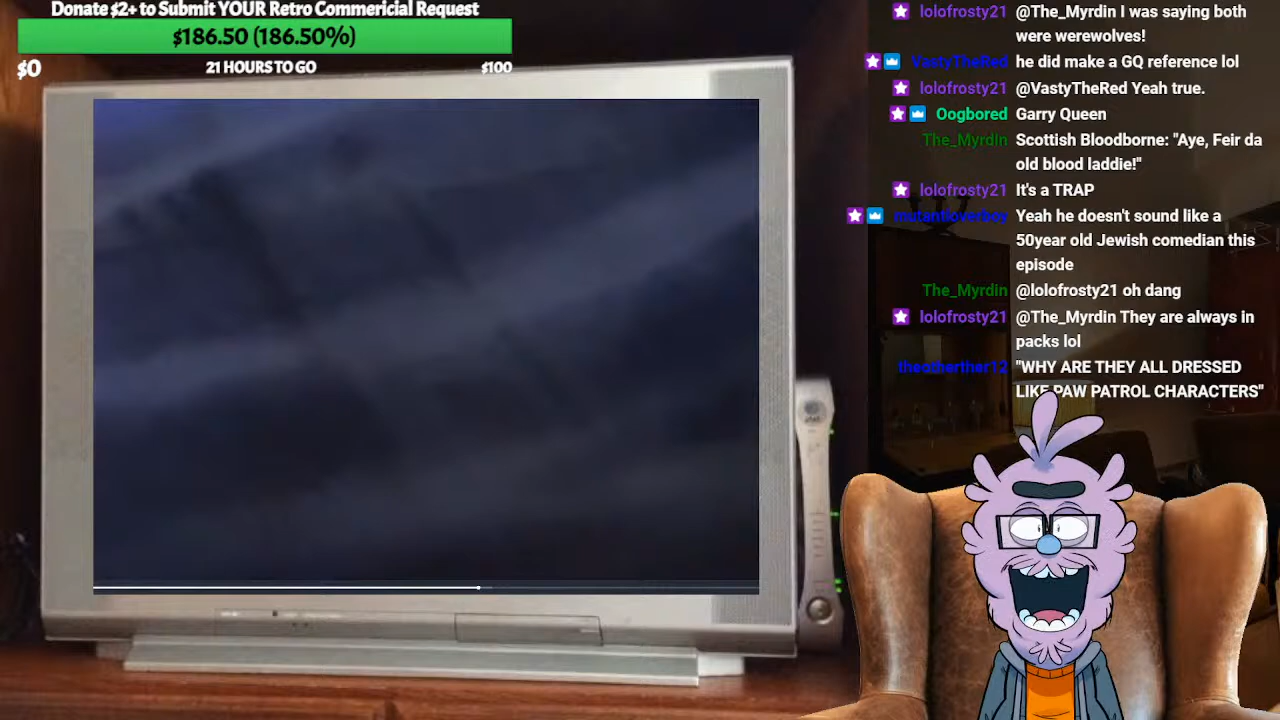 Donate $2+ to Submit YOUR Retro Commericial Request
$186.50 (186.50%)
$0
21 HOURS TO GO
$100
lolofrosty21 @The_Myrdin I was saying both
were werewolves!
VastyTheRed he did make a GQ reference lol
lolofrosty21 @VastyTheRed Yeah true.
Oogbored Garry Queen
The_Myrdin Scottish Bloodborne: "Aye, Feir da
old blood laddie!"
lolofrosty21 It's a TRAP
mutantloverboy Yeah he doesn't sound like a
50year old Jewish comedian this
episode
The_Myrdin @lolofrosty21 oh dang
lolofrosty21 @The_Myrdin They are always in
packs lol
theotherther12 "WHY ARE THEY ALL DRESSED
LIKE PAW PATROL CHARACTERS"